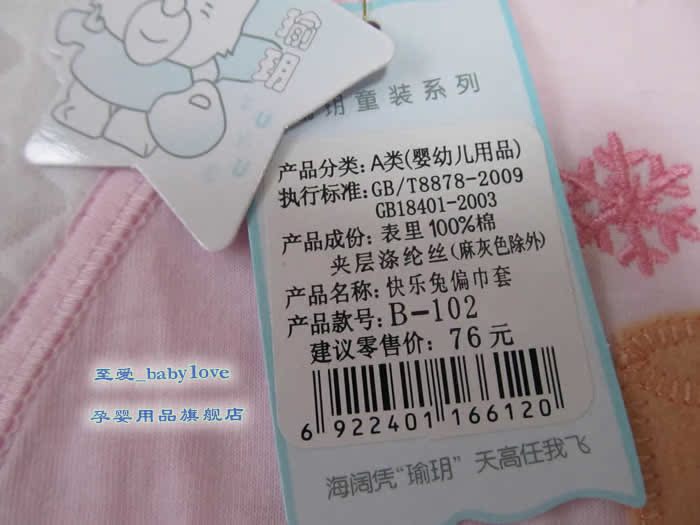 瑜玥
YUYUE
玥童装系列
产品分类: A类(婴幼儿用品)
执行标准: GB/T8878-2009
GB18401-2003
产品成份: 表里100%棉
夹层涤纶丝(麻灰色除外)
产品名称: 快乐兔偏巾套
产品款号: B-102
建议零售价: 76元
6 922401 166120
海阔凭“瑜玥” 天高任我飞
至爱_babylove
孕婴用品旗舰店